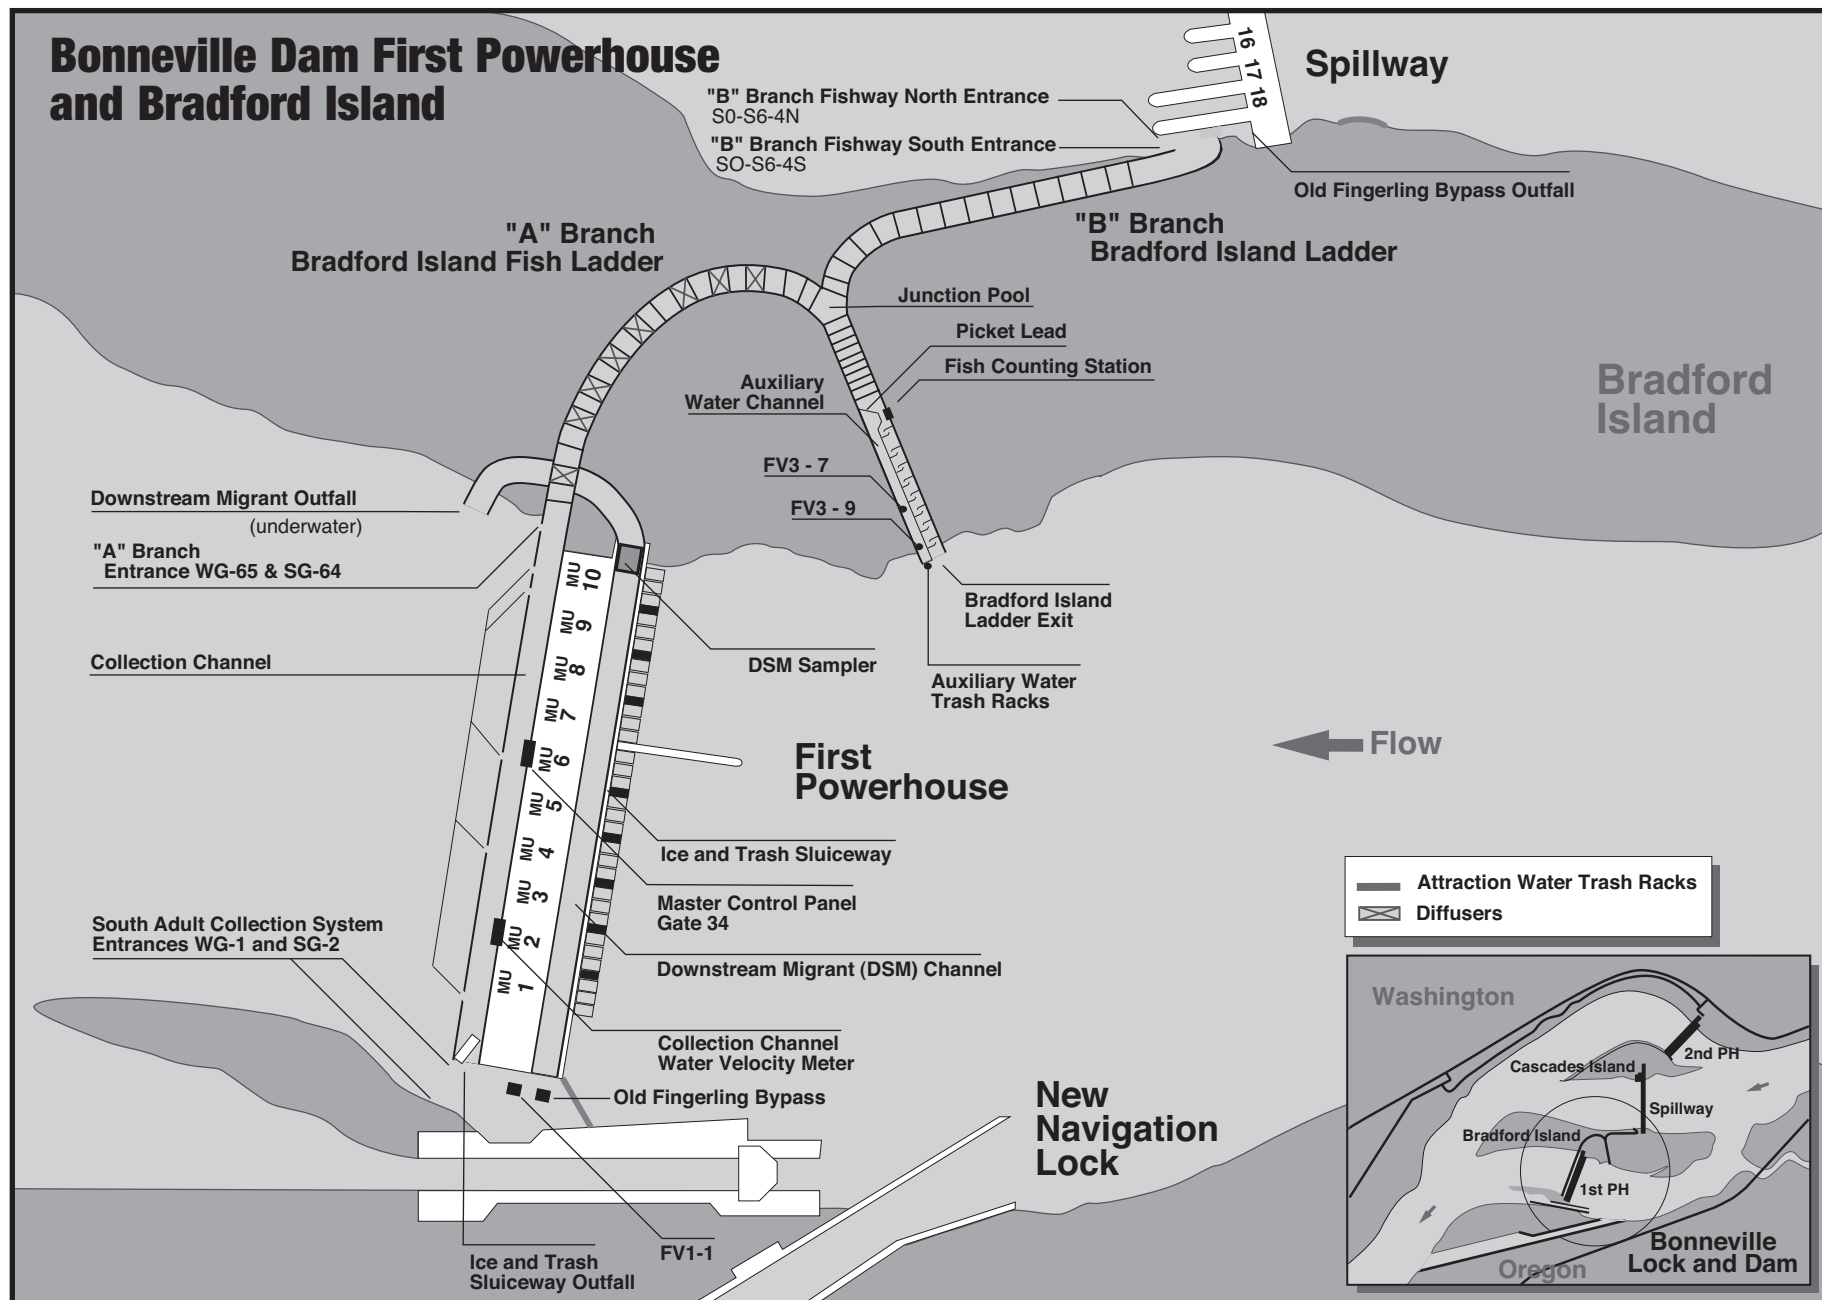 Bonneville Dam First Powerhouse
and Bradford Island
16
17
18
Spillway
"B" Branch Fishway North Entrance
S0-S6-4N
"B" Branch Fishway South Entrance
SO-S6-4S
Old Fingerling Bypass Outfall
"A" Branch
Bradford Island Fish Ladder
"B" Branch
Bradford Island Ladder
Junction Pool
Picket Lead
Fish Counting Station
Auxiliary
Water Channel
Bradford
Island
FV3 - 7
FV3 - 9
Downstream Migrant Outfall
(underwater)
"A" Branch
Entrance WG-65 & SG-64
Collection Channel
MU
10
MU
9
MU
8
MU
7
MU
6
MU
5
MU
4
MU
3
MU
2
MU
1
Bradford Island
Ladder Exit
DSM Sampler
Auxiliary Water
Trash Racks
Flow
First
Powerhouse
Ice and Trash Sluiceway
Master Control Panel
Gate 34
Downstream Migrant (DSM) Channel
South Adult Collection System
Entrances WG-1 and SG-2
Collection Channel
Water Velocity Meter
Old Fingerling Bypass
New
Navigation
Lock
FV1-1
Ice and Trash
Sluiceway Outfall
Attraction Water Trash Racks
Diffusers
Washington
2nd PH
Cascades Island
Spillway
Bradford Island
1st PH
Oregon
Bonneville
Lock and Dam